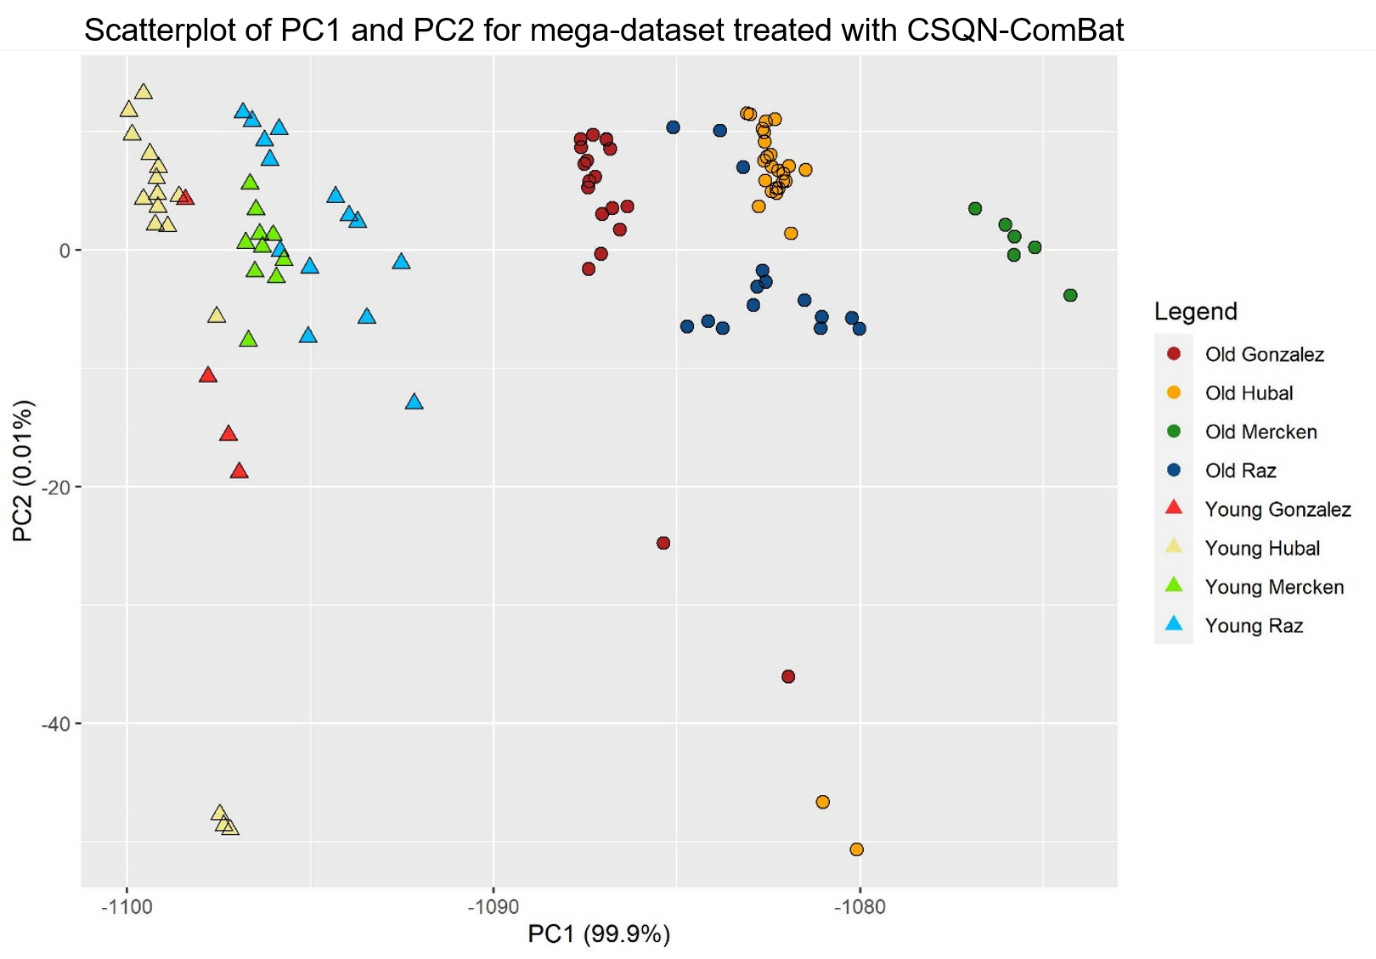 Scatterplot of PC1 and PC2 for mega-dataset treated with CSQN-ComBat
0
-20
-40
PC2 (0.01%)
-1100
-1090
-1080
PC1 (99.9%)
Legend
Old Gonzalez
Old Hubal
Old Mercken
Old Raz
Young Gonzalez
Young Hubal
Young Mercken
Young Raz